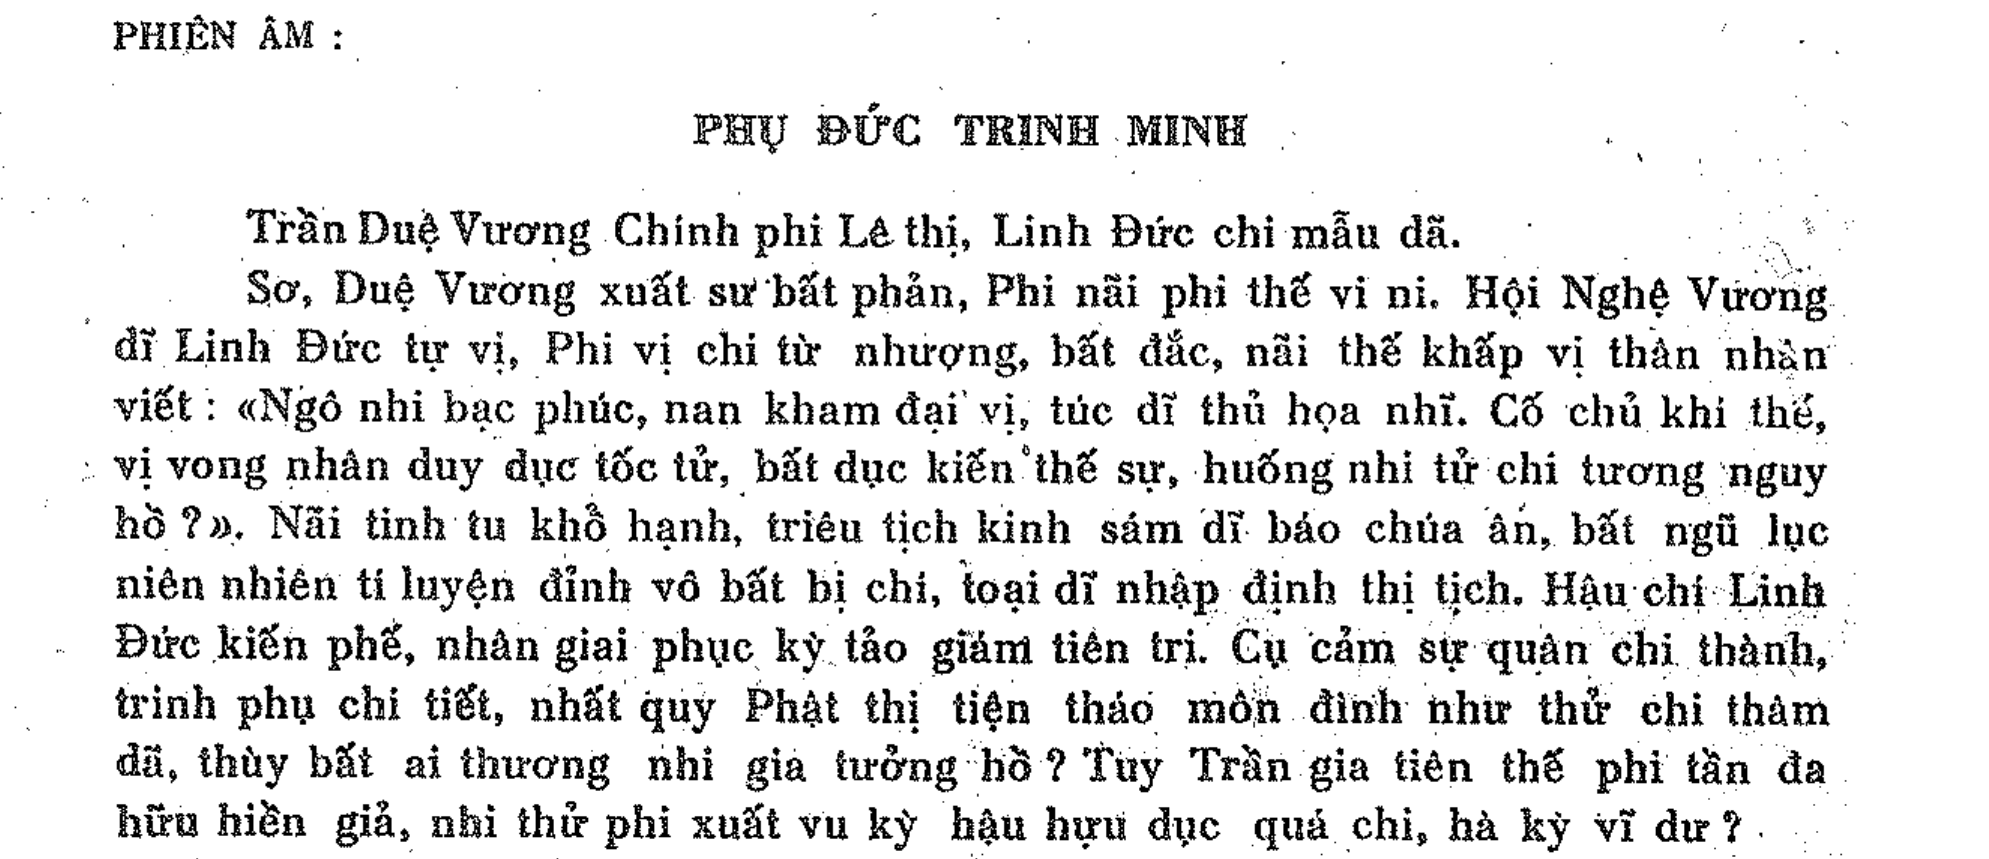 PHIÊN ÂM :
PHỤ ĐỨC TRINH MINH
Trần Duệ Vương Chính phi Lê thị, Linh Đức chi mẫu dã.
Sơ, Duệ Vương xuất sư bất phản, Phi nãi phi thế vi ni. Hội Nghệ Vương
dĩ Linh Đức tự vị, Phi vị chi từ nhượng, bất đắc, nãi thế khấp vị thân nhân
viết : «Ngô nhi bạc phúc, nan kham đại vị, túc dĩ thủ họa nhĩ. Cố chủ khí thế,
vị vong nhân duy dục tốc tử, bất dục kiến thế sự, huống nhi tử chi tương nguy
hồ ?». Nãi tinh tu khổ hạnh, triêu tịch kinh sám dĩ báo chúa ân, bất ngũ lục
niên nhiên tí luyện đỉnh vô bất bị chí, toại dĩ nhập định thị tịch. Hậu chí Linh
Đức kiến phế, nhân giai phục kỳ tảo giám tiên tri. Cụ cảm sự quân chi thành,
trinh phụ chi tiết, nhất quy Phật thị tiện tháo môn đình như thử chi thâm
dã, thùy bất ai thương nhi gia tưởng hồ ? Tuy Trần gia tiên thế phi tần đa
hữu hiền giả, nhi thử phi xuất vu kỳ hậu hựu dục quá chi, hà kỳ vĩ dư ?